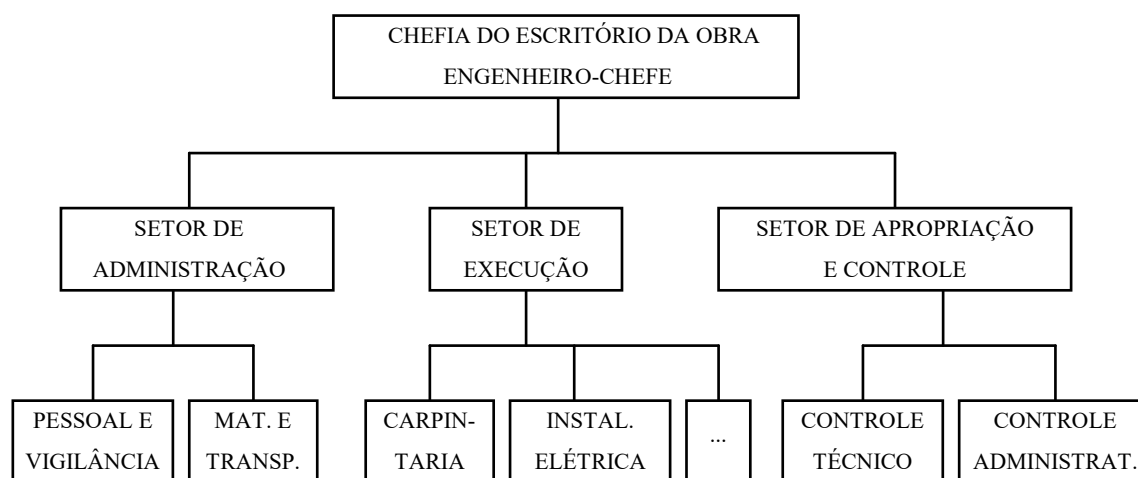 CHEFIA DO ESCRITÓRIO DA OBRA
ENGENHEIRO-CHEFE
SETOR DE
ADMINISTRAÇÃO
SETOR DE
EXECUÇÃO
SETOR DE APROPRIAÇÃO
E CONTROLE
PESSOAL E
VIGILÂNCIA
MAT. E
TRANSP.
CARPIN-
TARIA
INSTAL.
ELÉTRICA
...
CONTROLE
TÉCNICO
CONTROLE
ADMINISTRAT.